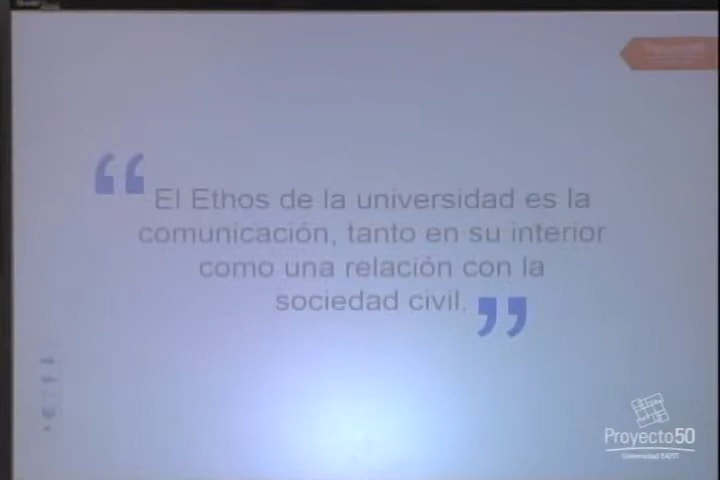 “ El Ethos de la universidad es la
comunicación, tanto en su interior
como una relación con la
sociedad civil. ”
Proyecto50
Universidad EAFIT